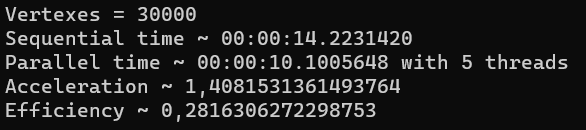 Vertexes = 30000
Sequential time ~ 00:00:14.2231420
Parallel time ~ 00:00:10.1005648 with 5 threads
Acceleration ~ 1,4081531361493764
Efficiency ~ 0,2816306272298753